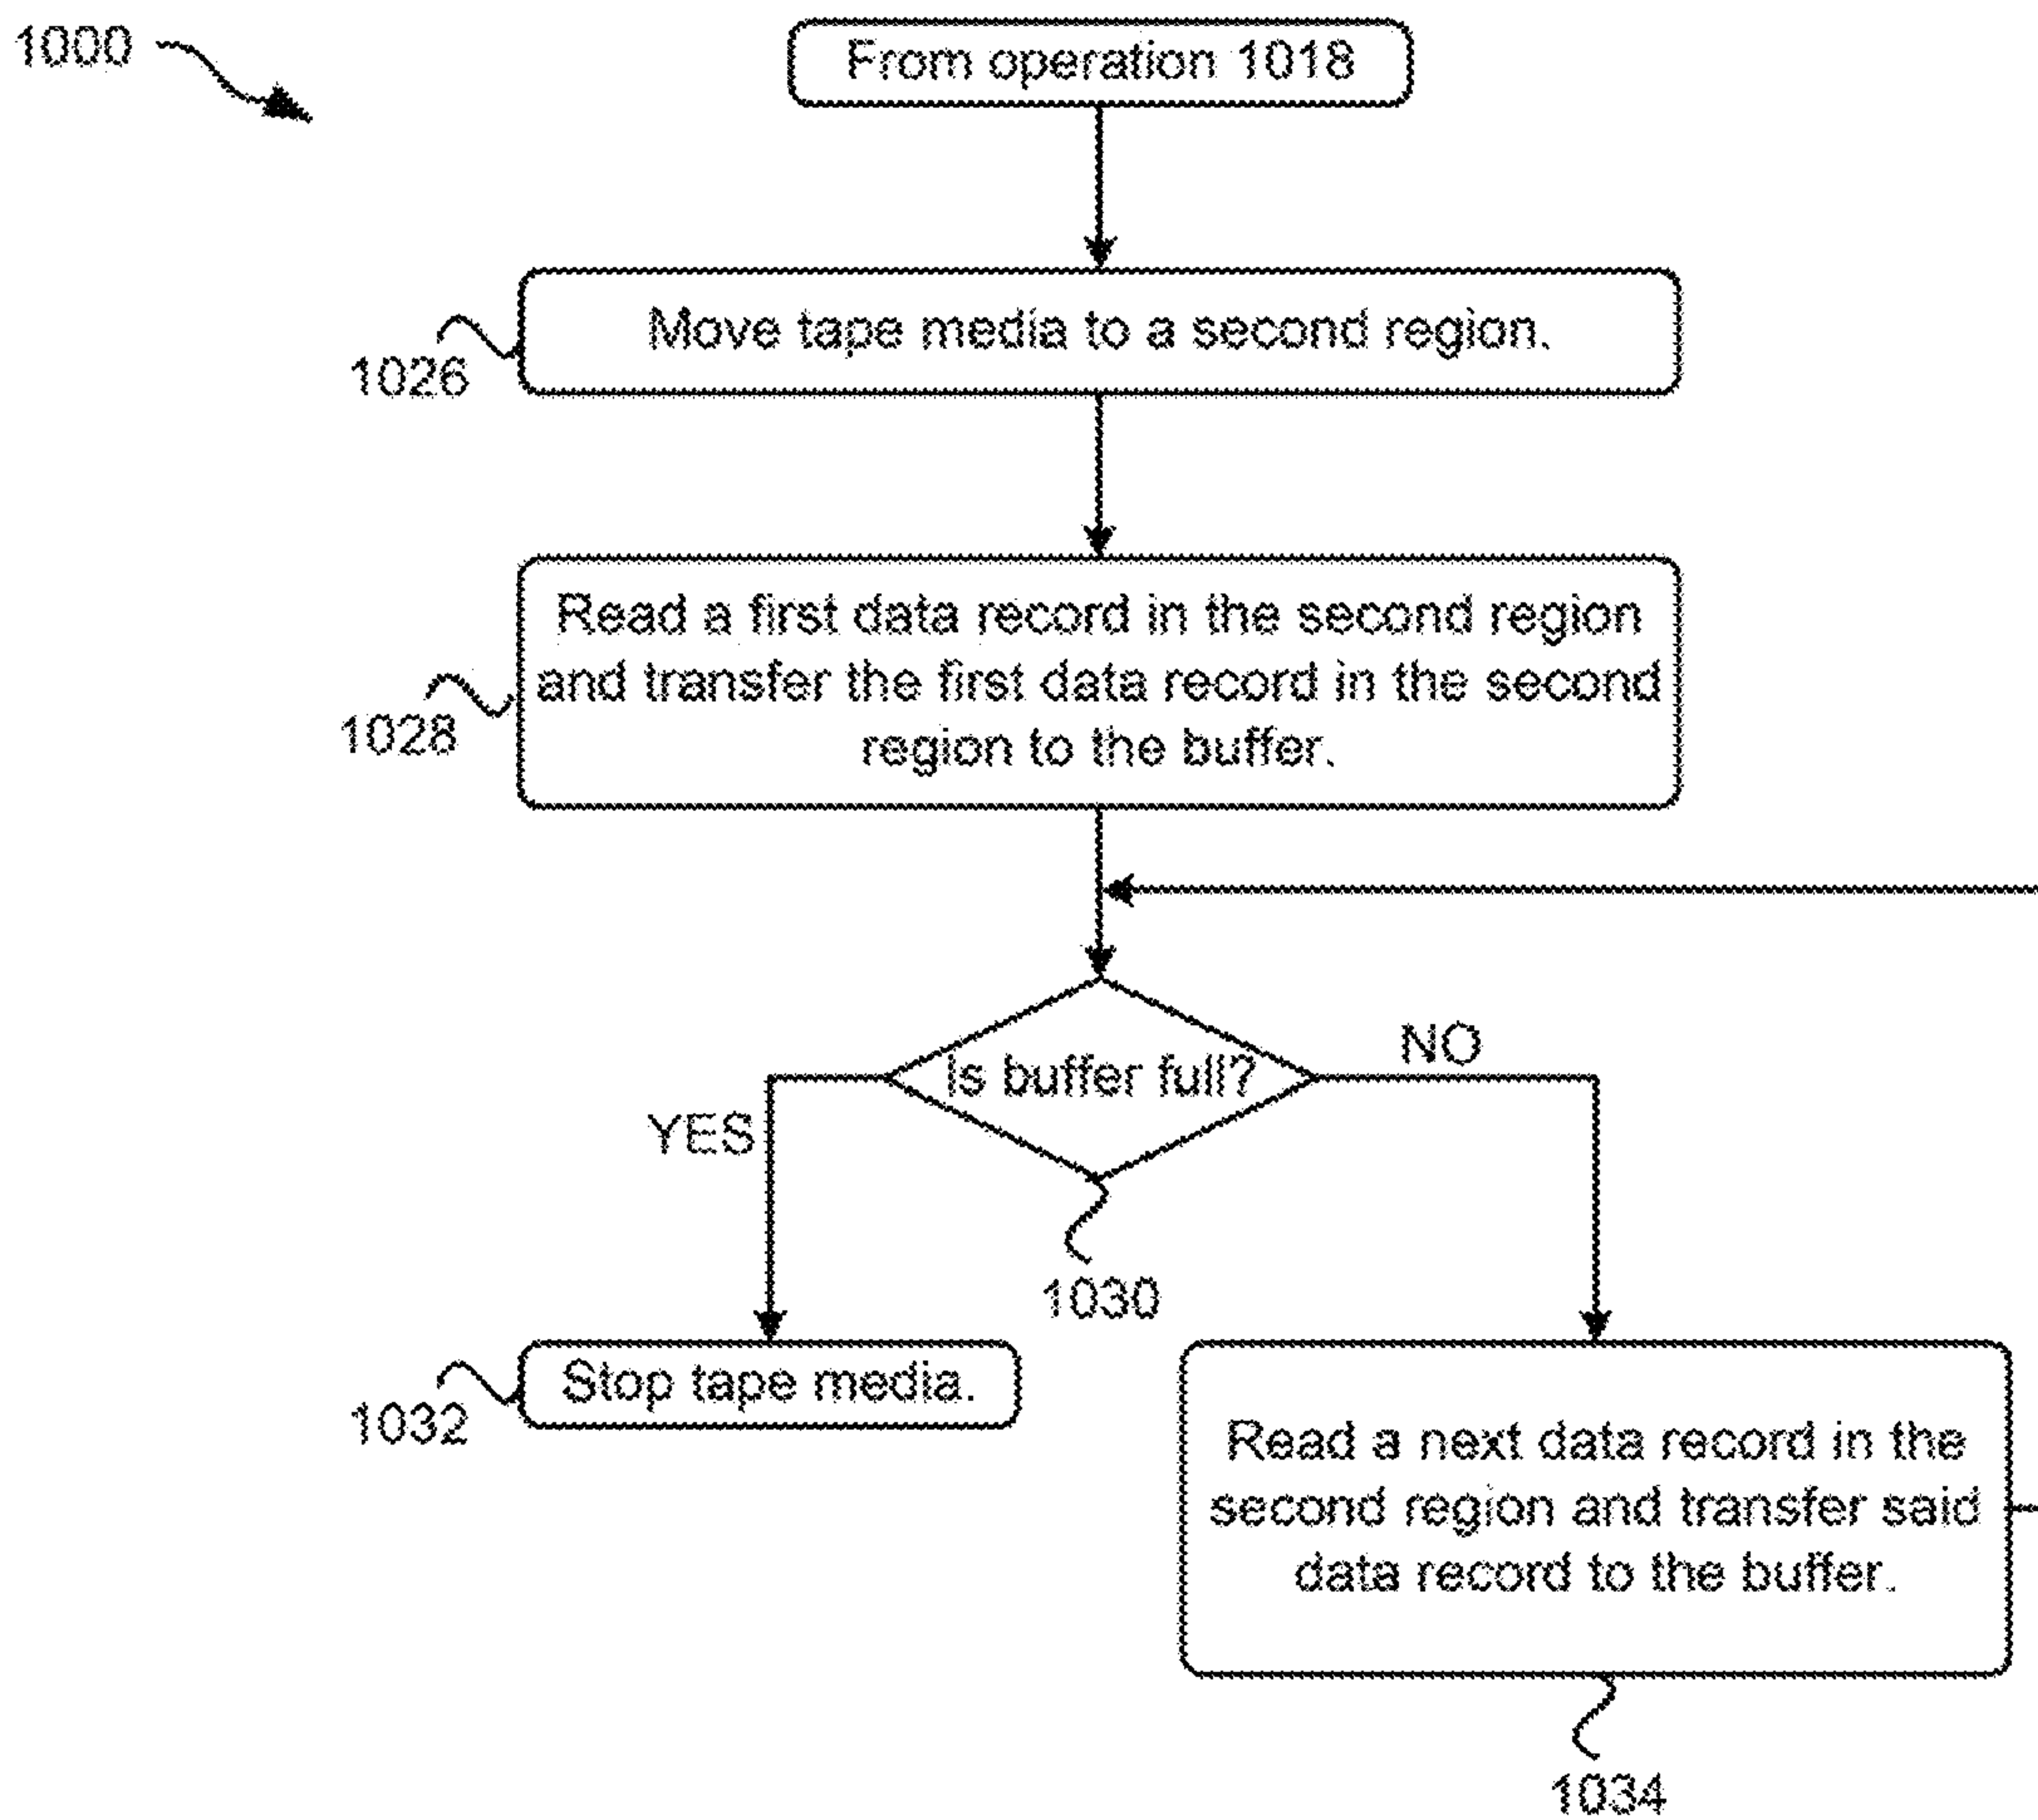 1000
From operation 1018
Move tape media to a second region.
1026
Read a first data record in the second region
and transfer the first data record in the second
region to the buffer.
1028
Is buffer full?
NO
YES
1030
Stop tape media.
1032
Read a next data record in the
second region and transfer said
data record to the buffer.
1034